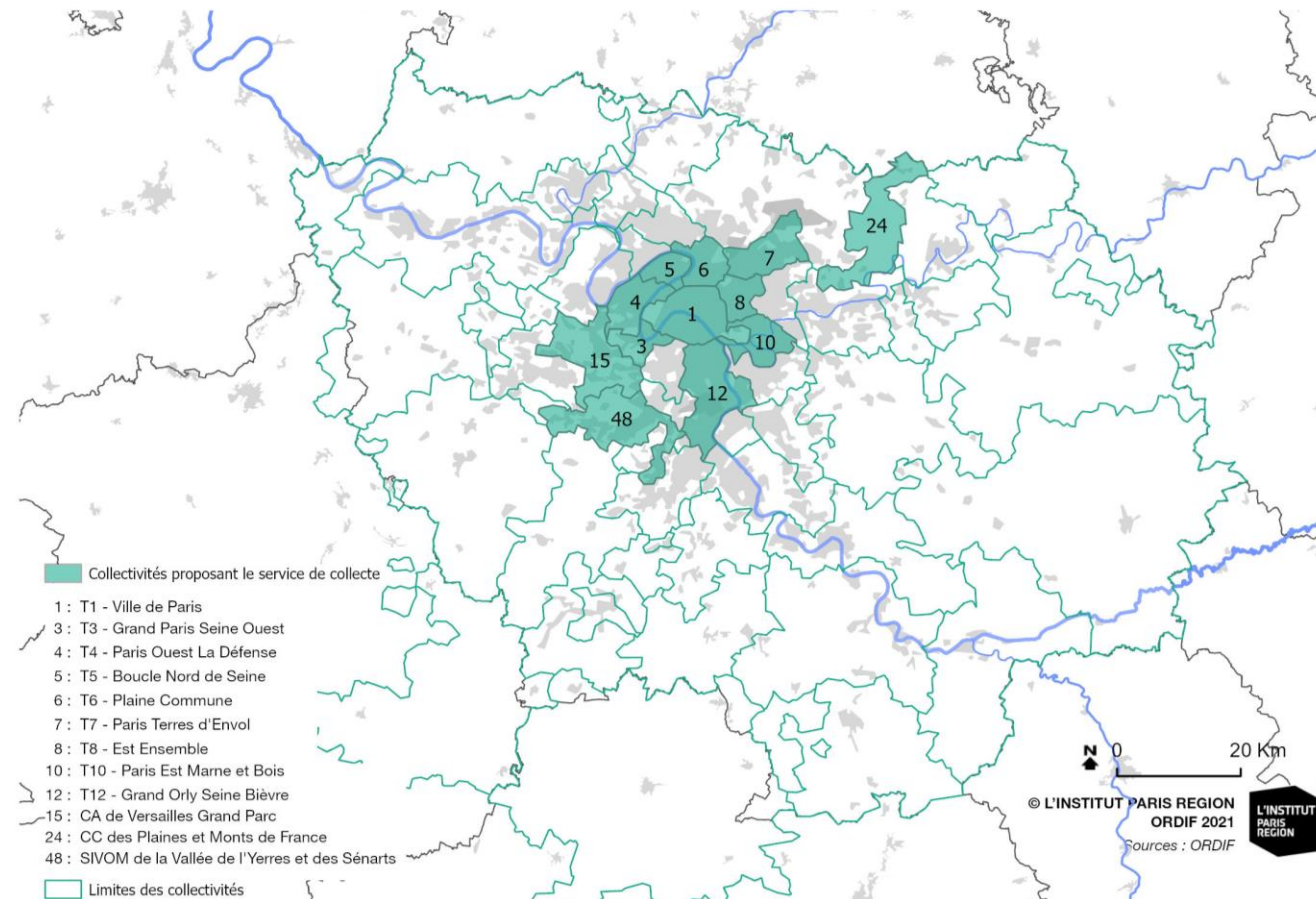 5
6
7
24
4
1
8
3
10
15
12
48
Collectivités proposant le service de collecte
1 : T1 - Ville de Paris
3 : T3 - Grand Paris Seine Ouest
4 : T4 - Paris Ouest La Défense
5 : T5 - Boucle Nord de Seine
6 : T6 - Plaine Commune
7 : T7 - Paris Terres d'Envol
8 : T8 - Est Ensemble
10 : T10 - Paris Est Marne et Bois
12 : T12 - Grand Orly Seine Bièvre
15 : CA de Versailles Grand Parc
24 : CC des Plaines et Monts de France
48 : SIVOM de la Vallée de l'Yerres et des Sénarts
Limites des collectivités
N 0 20 Km
© L'INSTITUT PARIS REGION
ORDIF 2021
Sources : ORDIF
L'INSTITUT
PARIS
REGION